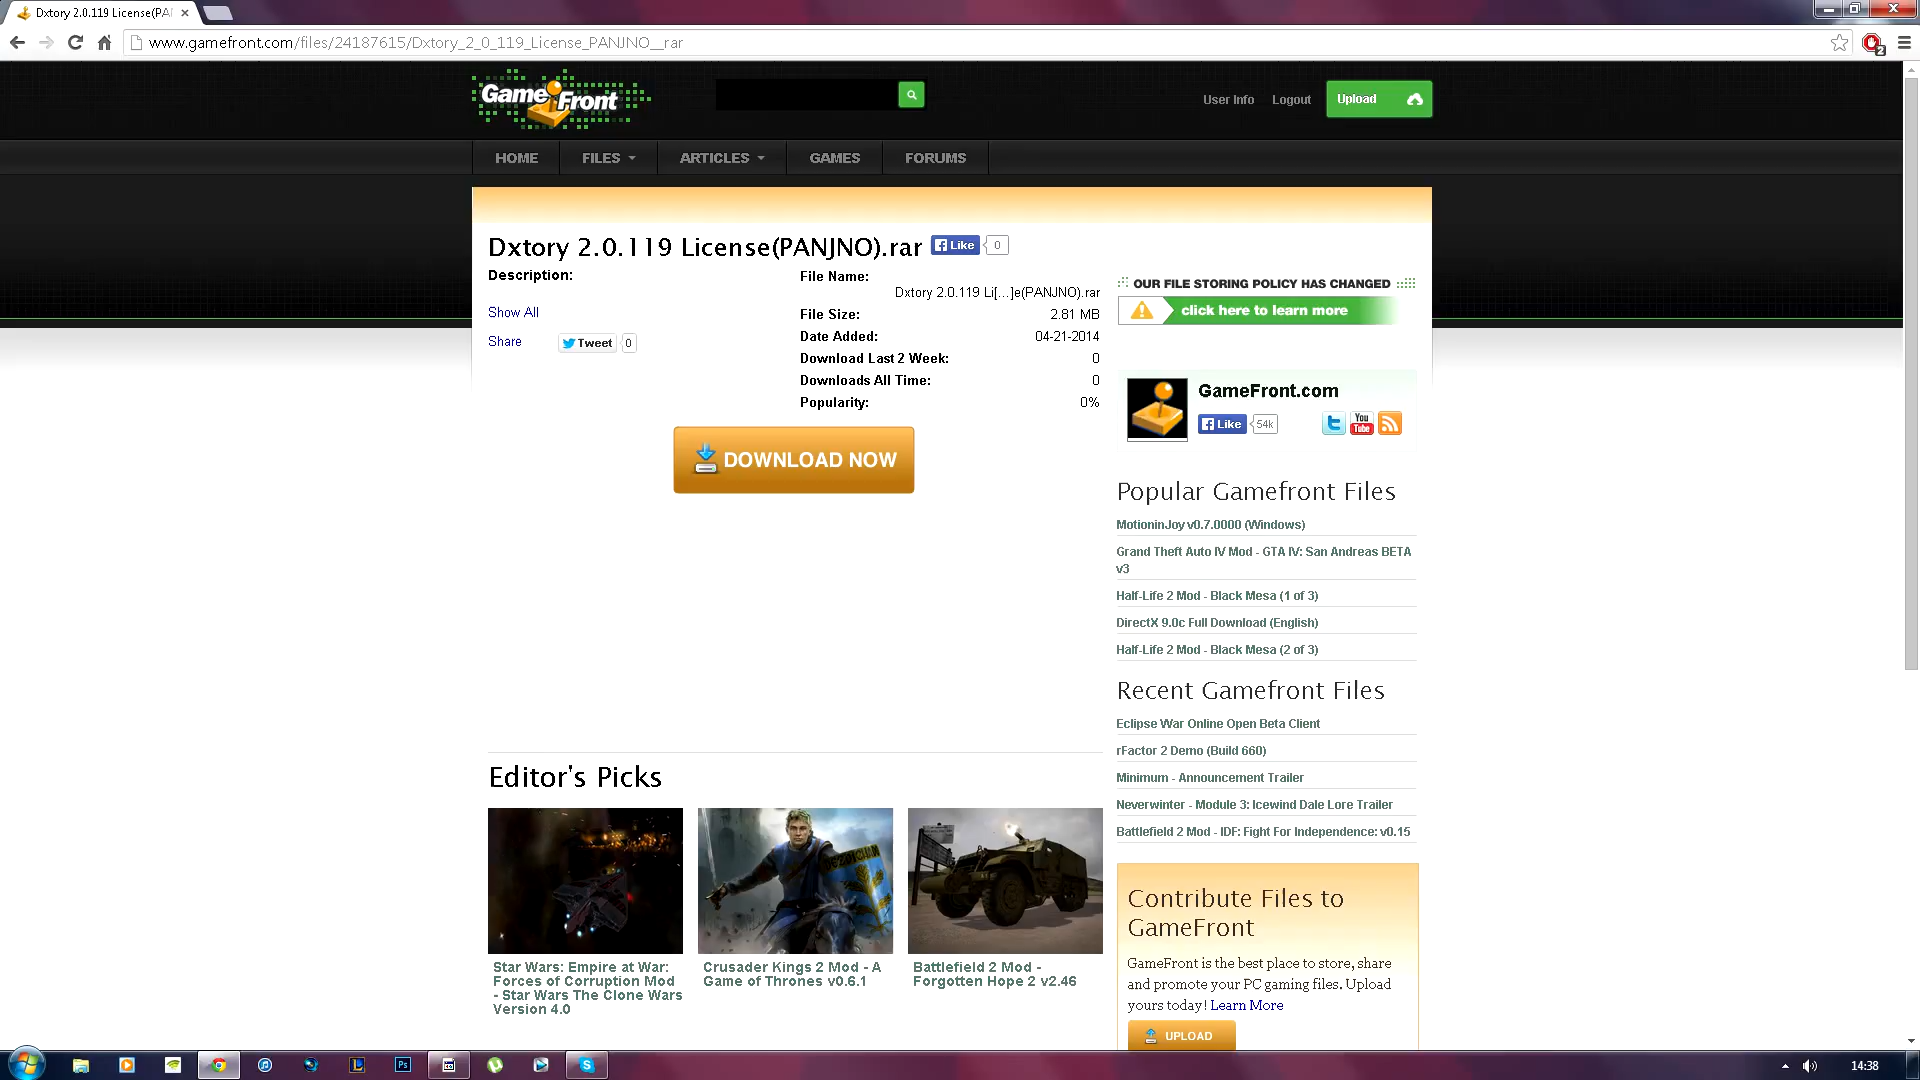 Dxtory 2.0.119 License(PA
www.gamefront.com/files/24187615/Dxtory_2_0_119_License_PANJNO__rar
2
GameFront
User Info
Logout
Upload
HOME
FILES
ARTICLES
GAMES
FORUMS
Dxtory 2.0.119 License(PANJNO).rar
Like
0
Description:
Show All
Share
Tweet
0
File Name:
Dxtory 2.0.119 Li[...]e(PANJNO).rar
File Size: 2.81 MB
Date Added: 04-21-2014
Download Last 2 Week: 0
Downloads All Time: 0
Popularity: 0%
DOWNLOAD NOW
OUR FILE STORING POLICY HAS CHANGED
click here to learn more
GameFront.com
Like
54k
You
Tube
Popular Gamefront Files
MotioninJoy v0.7.0000 (Windows)
Grand Theft Auto IV Mod - GTA IV: San Andreas BETA
v3
Half-Life 2 Mod - Black Mesa (1 of 3)
DirectX 9.0c Full Download (English)
Half-Life 2 Mod - Black Mesa (2 of 3)
Recent Gamefront Files
Eclipse War Online Open Beta Client
rFactor 2 Demo (Build 660)
Minimum - Announcement Trailer
Neverwinter - Module 3: Icewind Dale Lore Trailer
Battlefield 2 Mod - IDF: Fight For Independence: v0.15
Editor's Picks
Star Wars: Empire at War:
Forces of Corruption Mod
- Star Wars The Clone Wars
Version 4.0
Crusader Kings 2 Mod - A
Game of Thrones v0.6.1
Battlefield 2 Mod -
Forgotten Hope 2 v2.46
Contribute Files to
GameFront
GameFront is the best place to store, share
and promote your PC gaming files. Upload
yours today! Learn More
UPLOAD
Ps
14:38